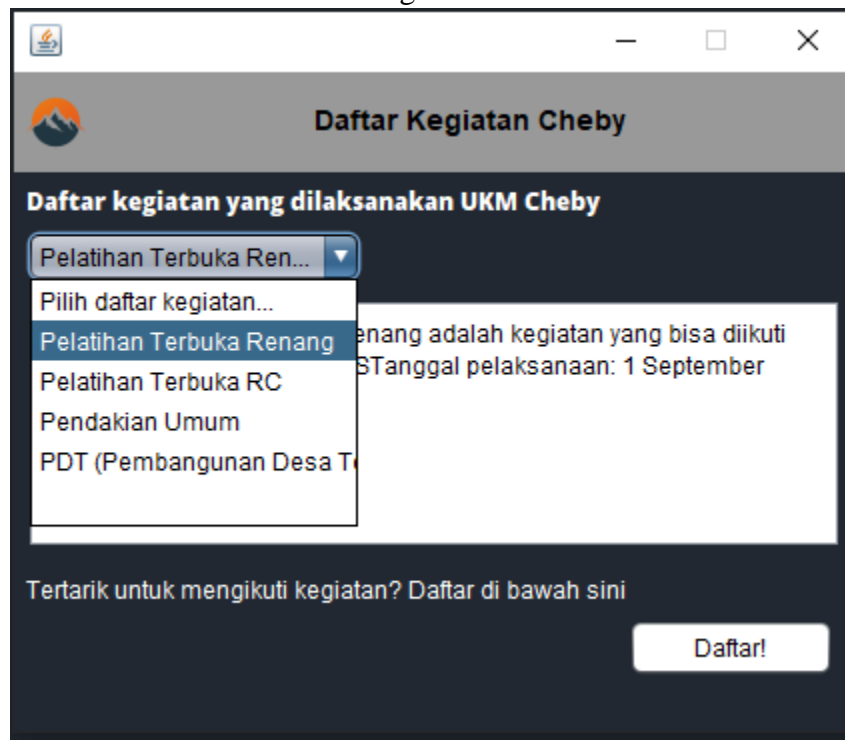 Daftar Kegiatan Cheby
Daftar kegiatan yang dilaksanakan UKM Cheby
Pelatihan Terbuka Ren...
Pilih daftar kegiatan...
Pelatihan Terbuka Renang
Pelatihan Terbuka RC
Pendakian Umum
PDT (Pembangunan Desa
adalah kegiatan yang bisa diikuti
pelaksanaan: 1 September
Tertarik untuk mengikuti kegiatan? Daftar di bawah sini
Daftar!